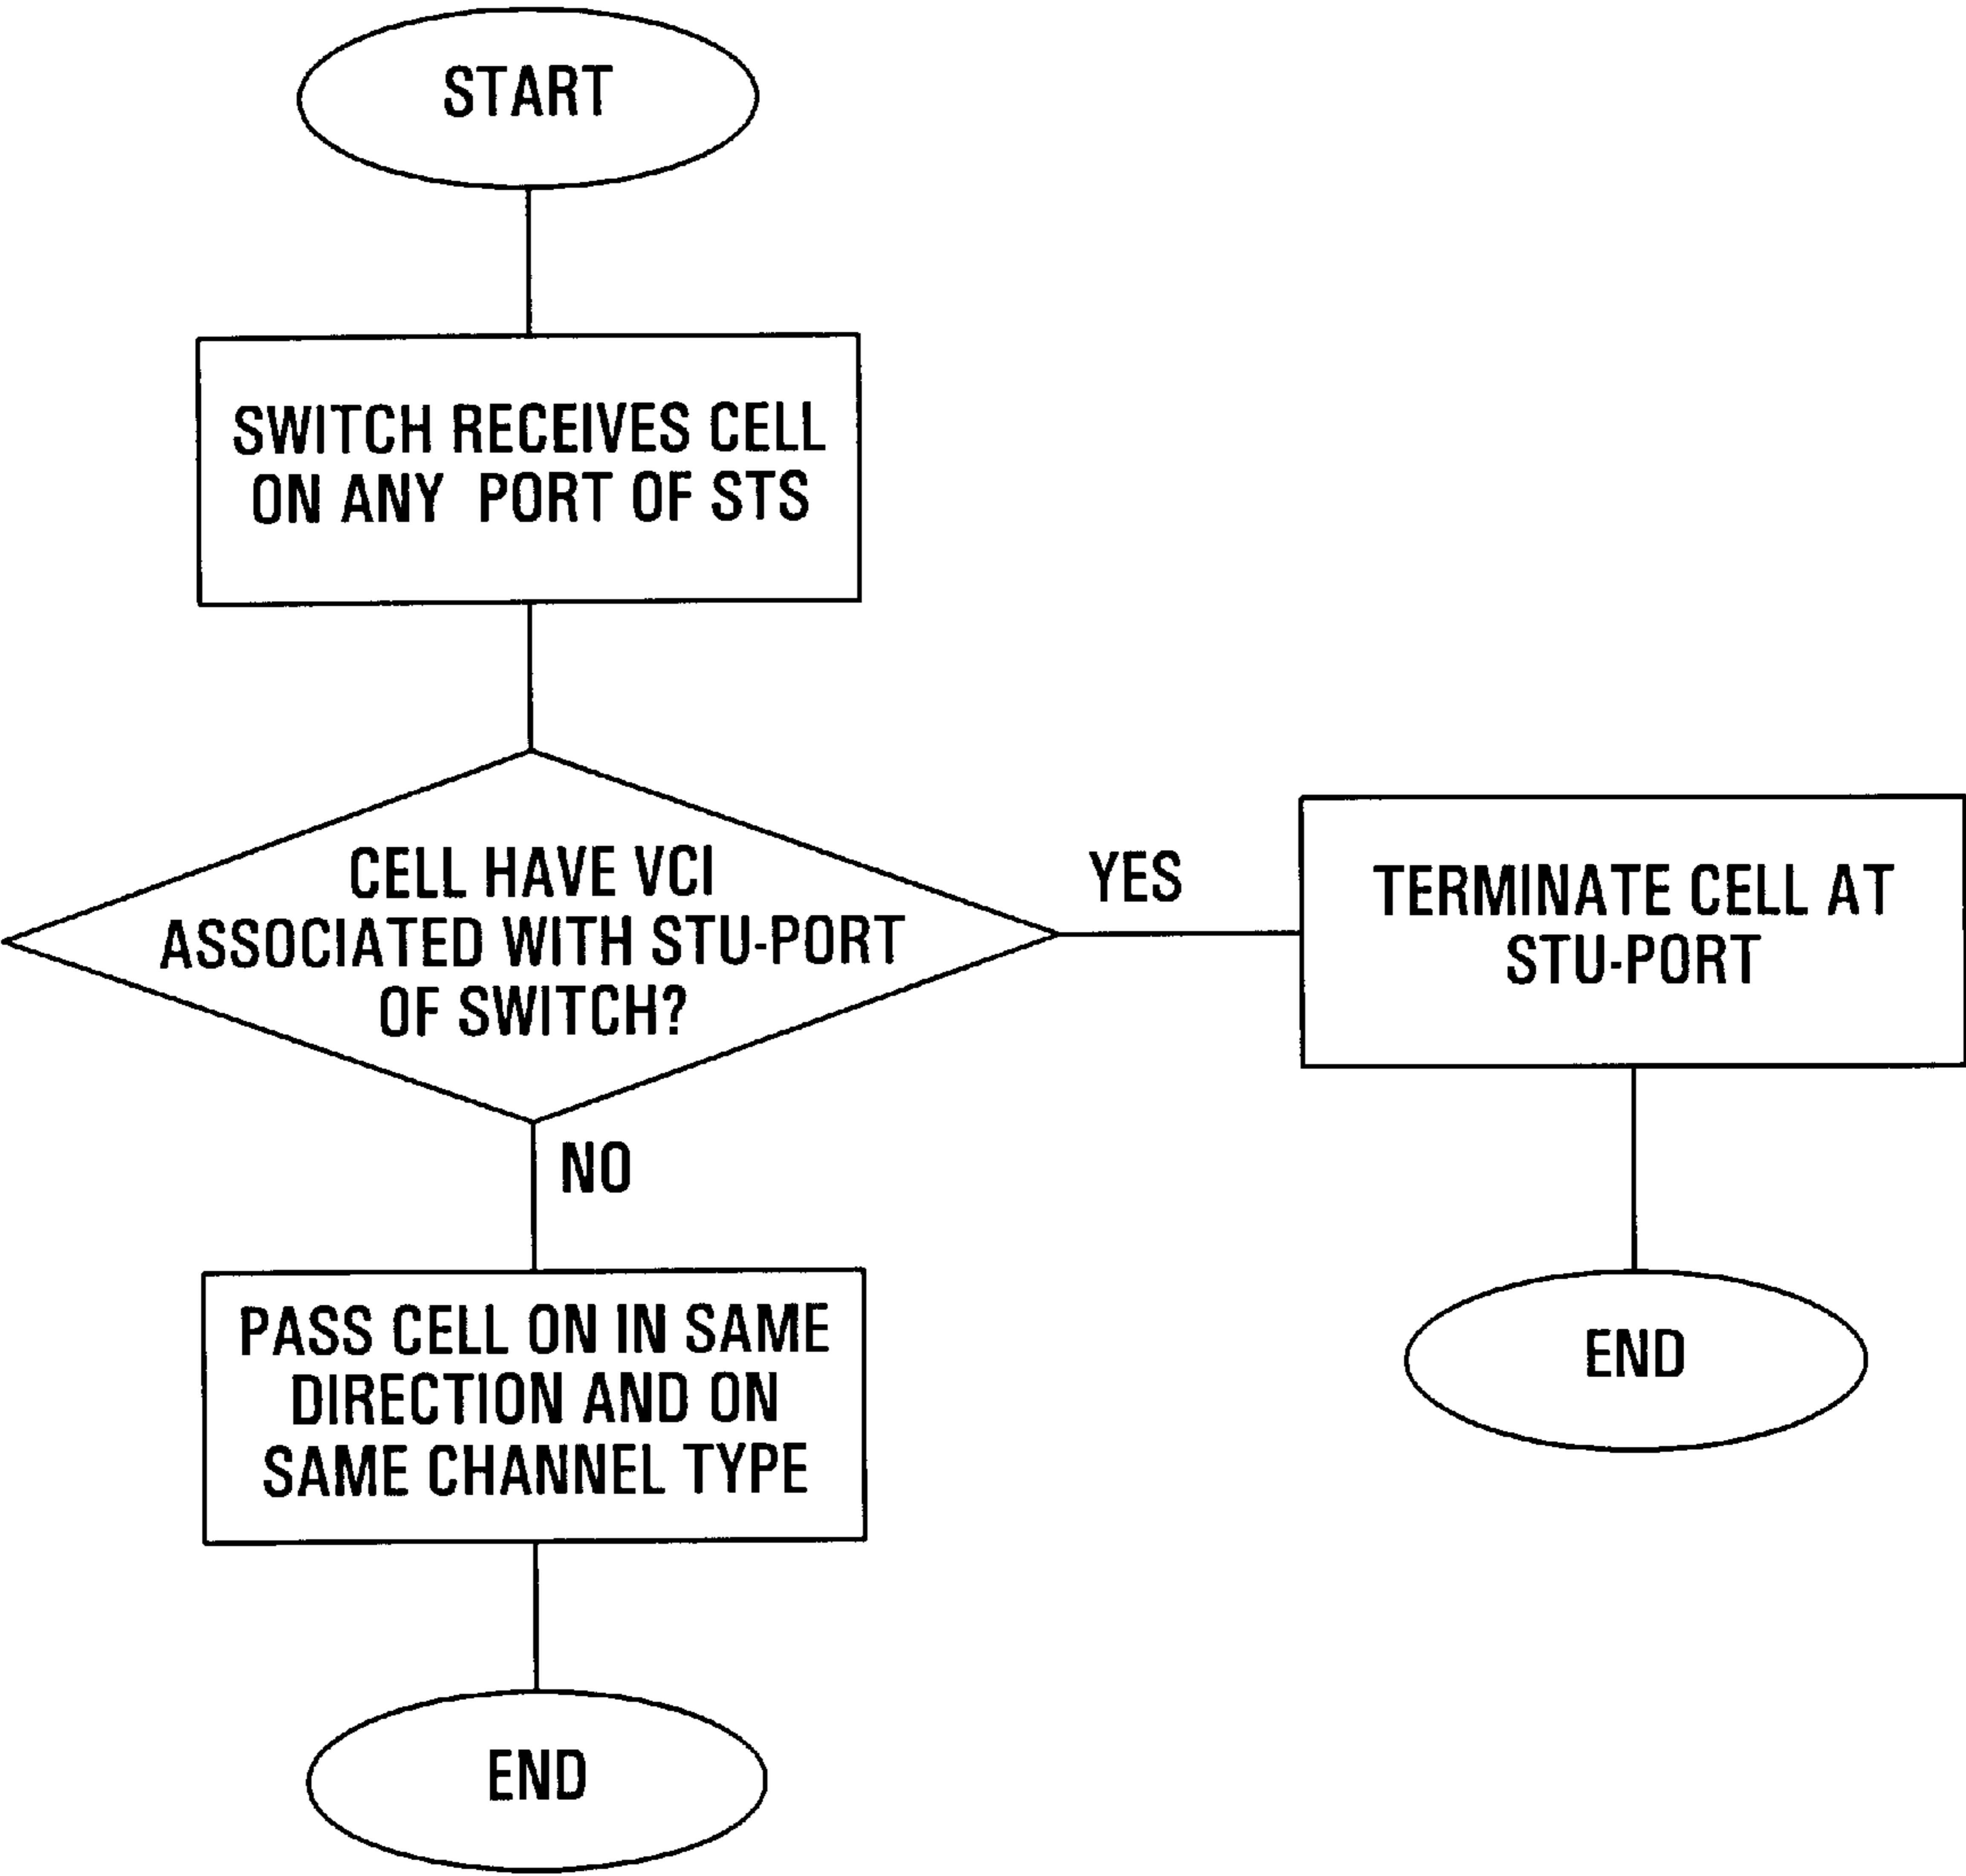 START
SWITCH RECEIVES CELL
ON ANY PORT OF STS
CELL HAVE VCI
ASSOCIATED WITH STU-PORT
OF SWITCH?
YES
TERMINATE CELL AT
STU-PORT
NO
PASS CELL ON IN SAME
DIRECTION AND ON
SAME CHANNEL TYPE
END
END